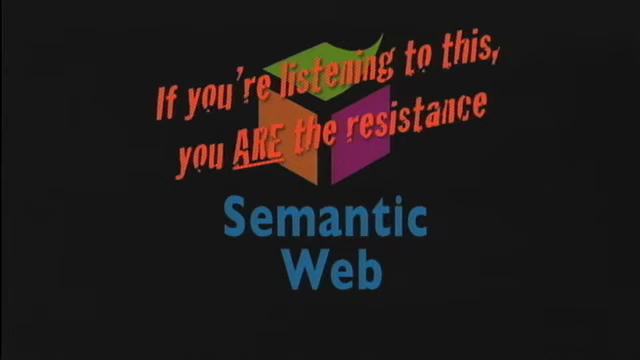 If you're listening to this,
you ARE the resistance
Semantic
Web